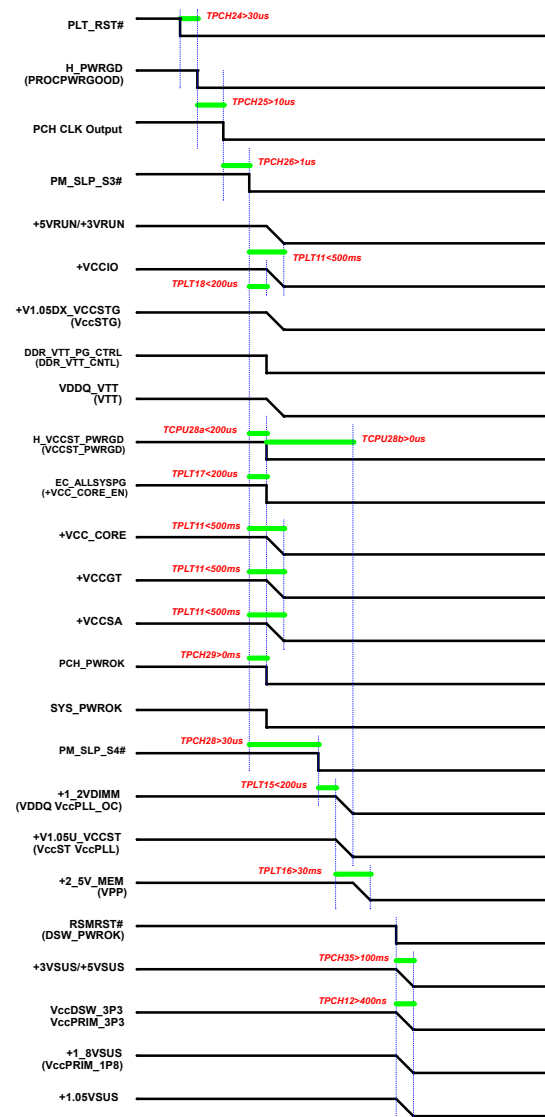 TPCH24>30us
PLT_RST#
H_PWRGD
(PROCPWRGOOD)
TPCH25>10us
PCH CLK Output
TPCH26>1us
PM_SLP_S3#
+5VRUN/+3VRUN
TPLT11<500ms
+VCCIO
TPLT18<200us
+V1.05DX_VCCSTG
(VccSTG)
DDR_VTT_PG_CTRL
(DDR_VTT_CNTL)
VDDQ_VTT
(VTT)
TCPU28a<200us
TCPU28b>0us
H_VCCST_PWRGD
(VCCST_PWRGD)
TPLT17<200us
EC_ALLSYSPG
(+VCC_CORE_EN)
TPLT11<500ms
+VCC_CORE
TPLT11<500ms
+VCCGT
TPLT11<500ms
+VCCSA
TPCH29>0ms
PCH_PWROK
SYS_PWROK
TPCH28>30us
PM_SLP_S4#
TPLT15<200us
+1_2VDIMM
(VDDQ VccPLL_OC)
+V1.05U_VCCST
(VccST VccPLL)
TPLT16>30ms
+2_5V_MEM
(VPP)
RSMRST#
(DSW_PWROK)
TPCH35>100ms
+3VSUS/+5VSUS
TPCH12>400ns
VccDSW_3P3
VccPRIM_3P3
+1_8VSUS
(VccPRIM_1P8)
+1.05VSUS